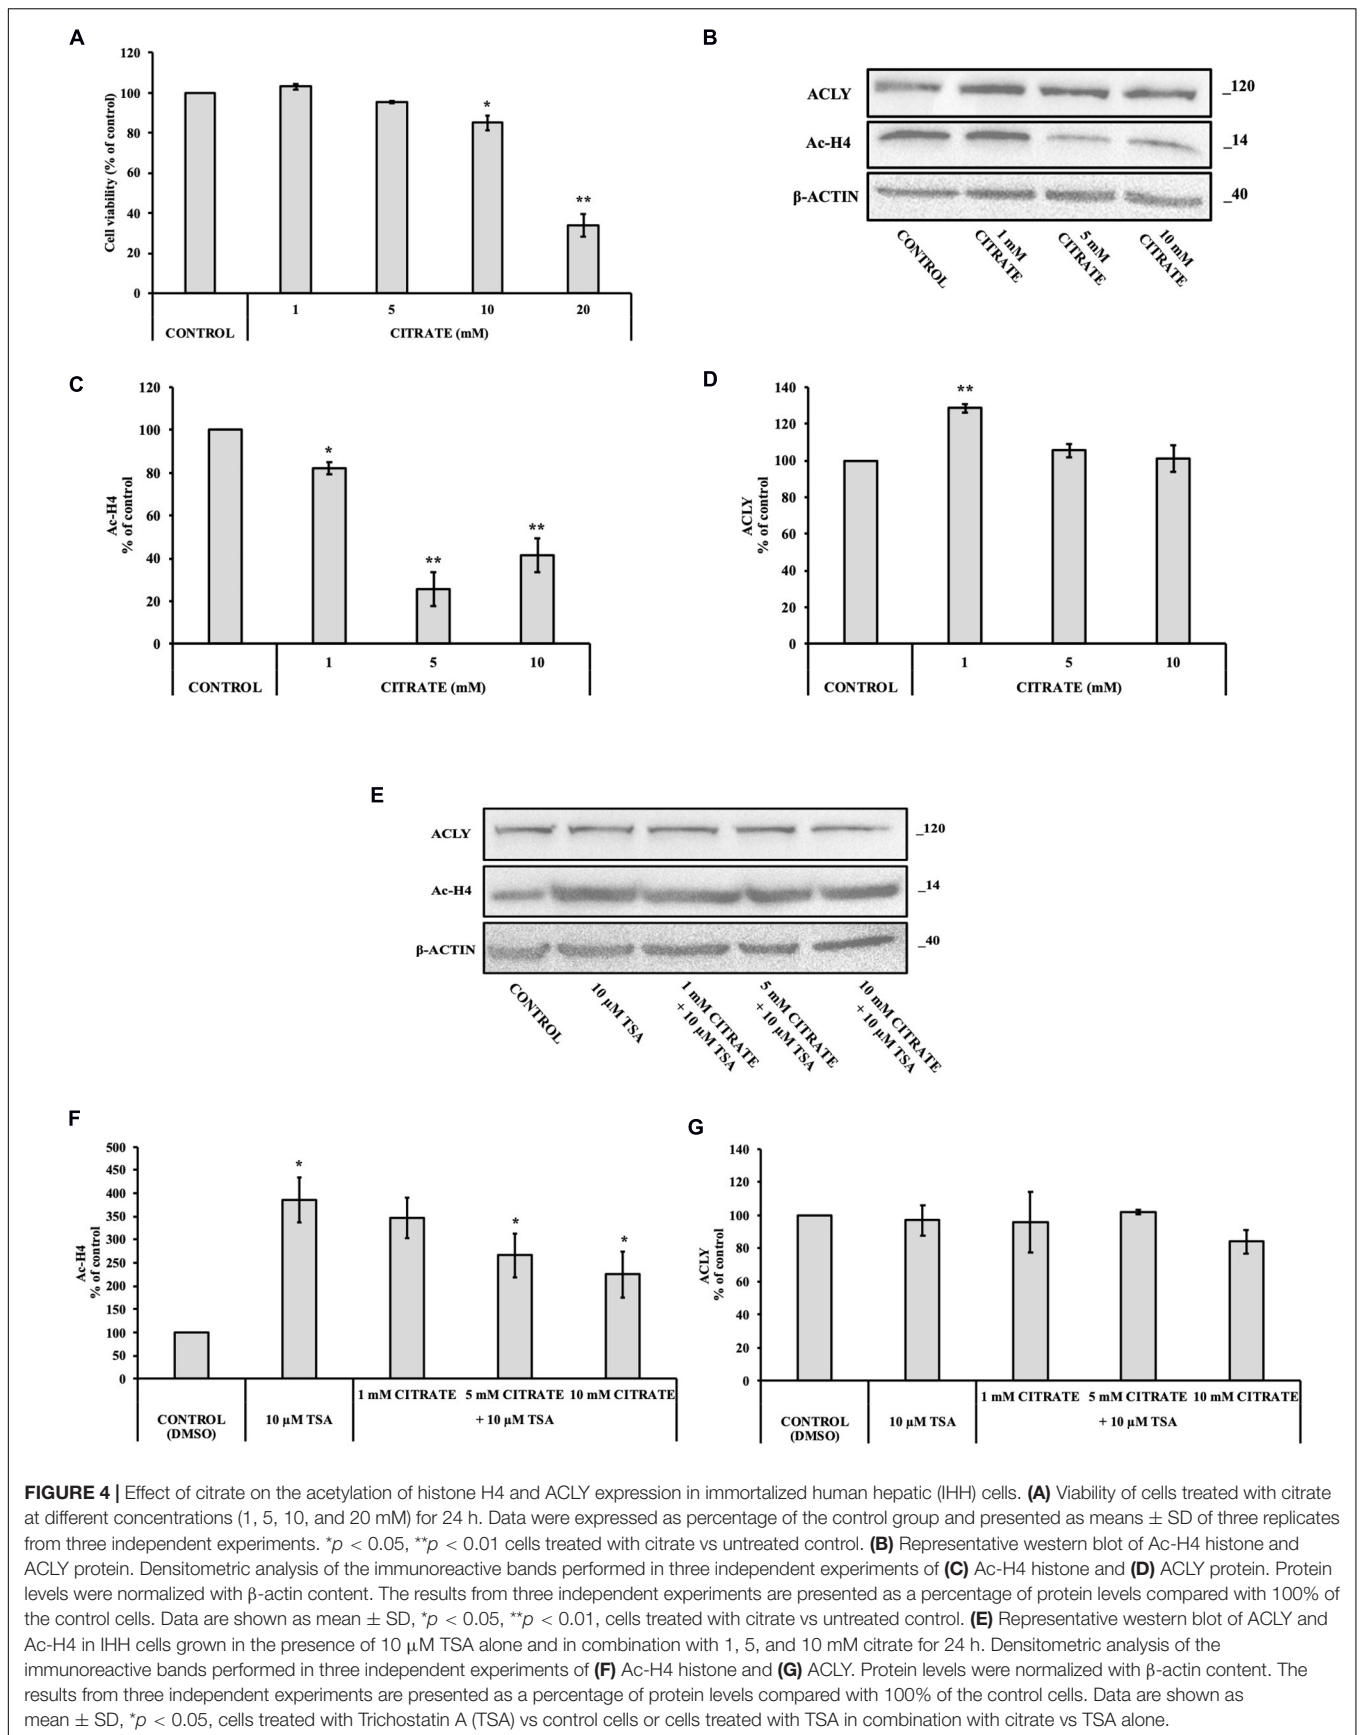 A
120
100
80
60
40
20
0
Cell viability (% of control)
*
**
1
5
10
20
CONTROL
CITRATE (mM)
B
ACLY
_120
Ac-H4
_14
β-ACTIN
_40
CONTROL
1 mM
CITRATE
5 mM
CITRATE
10 mM
CITRATE
C
120
100
80
60
40
20
0
Ac-H4
% of control
*
**
**
1
5
10
CONTROL
CITRATE (mM)
D
140
120
100
80
60
40
20
0
ACLY
% of control
**
1
5
10
CONTROL
CITRATE (mM)
E
ACLY
_120
Ac-H4
_14
β-ACTIN
_40
CONTROL
10 µM TSA
1 mM CITRATE
+ 10 µM TSA
5 mM CITRATE
+ 10 µM TSA
10 mM CITRATE
+ 10 µM TSA
F
500
450
400
350
300
250
200
150
100
50
0
Ac-H4
% of control
*
*
*
1 mM CITRATE 5 mM CITRATE 10 mM CITRATE
CONTROL
(DMSO)
10 µM TSA
+ 10 µM TSA
G
140
120
100
80
60
40
20
0
ACLY
% of control
1 mM CITRATE 5 mM CITRATE 10 mM CITRATE
CONTROL
(DMSO)
10 µM TSA
+ 10 µM TSA
FIGURE 4 | Effect of citrate on the acetylation of histone H4 and ACLY expression in immortalized human hepatic (IHH) cells. (A) Viability of cells treated with citrate
at different concentrations (1, 5, 10, and 20 mM) for 24 h. Data were expressed as percentage of the control group and presented as means ± SD of three replicates
from three independent experiments. *p < 0.05, **p < 0.01 cells treated with citrate vs untreated control. (B) Representative western blot of Ac-H4 histone and
ACLY protein. Densitometric analysis of the immunoreactive bands performed in three independent experiments of (C) Ac-H4 histone and (D) ACLY protein. Protein
levels were normalized with β-actin content. The results from three independent experiments are presented as a percentage of protein levels compared with 100% of
the control cells. Data are shown as mean ± SD, *p < 0.05, **p < 0.01, cells treated with citrate vs untreated control. (E) Representative western blot of ACLY and
Ac-H4 in IHH cells grown in the presence of 10 µM TSA alone and in combination with 1, 5, and 10 mM citrate for 24 h. Densitometric analysis of the
immunoreactive bands performed in three independent experiments of (F) Ac-H4 histone and (G) ACLY. Protein levels were normalized with β-actin content. The
results from three independent experiments are presented as a percentage of protein levels compared with 100% of the control cells. Data are shown as
mean ± SD, *p < 0.05, cells treated with Trichostatin A (TSA) vs control cells or cells treated with TSA in combination with citrate vs TSA alone.